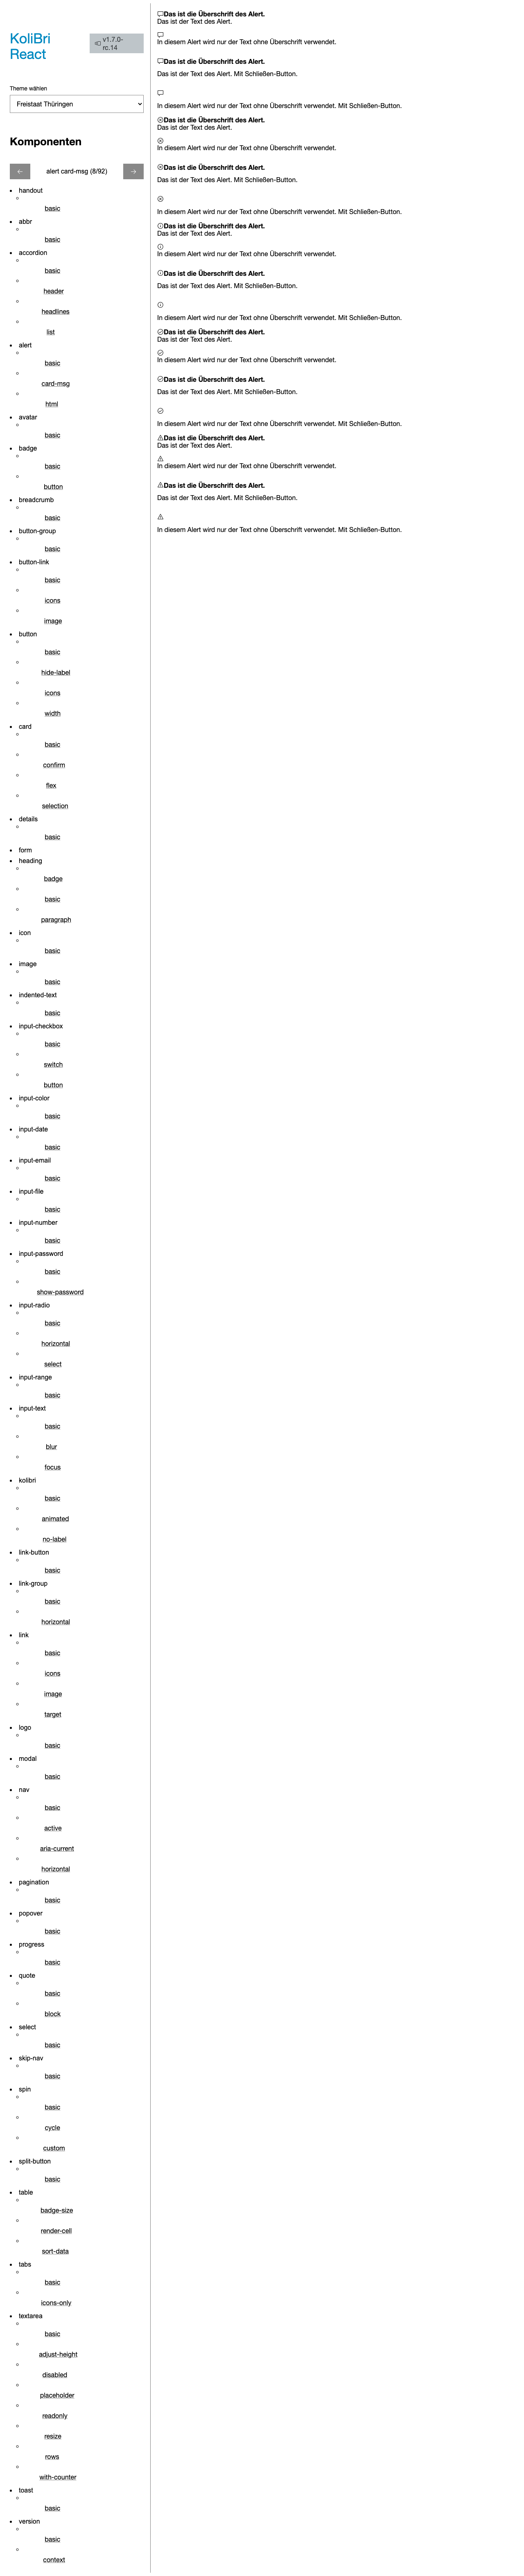 KoliBri
React
v1.7.0-
rc.14
Theme wählen
Freistaat Thüringen
Komponenten
alert card-msg (8/92)
handout
basic
abbr
basic
accordion
basic
header
headlines
list
alert
basic
card-msg
html
avatar
basic
badge
basic
button
breadcrumb
basic
button-group
basic
button-link
basic
icons
image
button
basic
hide-label
icons
width
card
basic
confirm
flex
selection
details
basic
form
heading
badge
basic
paragraph
icon
basic
image
basic
indented-text
basic
input-checkbox
basic
switch
button
input-color
basic
input-date
basic
input-email
basic
input-file
basic
input-number
basic
input-password
basic
show-password
input-radio
basic
horizontal
select
input-range
basic
input-text
basic
blur
focus
kolibri
basic
animated
no-label
link-button
basic
link-group
basic
horizontal
link
basic
icons
image
target
logo
basic
modal
basic
nav
basic
active
aria-current
horizontal
pagination
basic
popover
basic
progress
basic
quote
basic
block
select
basic
skip-nav
basic
spin
basic
cycle
custom
split-button
basic
table
badge-size
render-cell
sort-data
tabs
basic
icons-only
textarea
basic
adjust-height
disabled
placeholder
readonly
resize
rows
with-counter
toast
basic
version
basic
context
Das ist die Überschrift des Alert.
Das ist der Text des Alert.
In diesem Alert wird nur der Text ohne Überschrift verwendet.
Das ist die Überschrift des Alert.
Das ist der Text des Alert. Mit Schließen-Button.
In diesem Alert wird nur der Text ohne Überschrift verwendet. Mit Schließen-Button.
Das ist die Überschrift des Alert.
Das ist der Text des Alert.
In diesem Alert wird nur der Text ohne Überschrift verwendet.
Das ist die Überschrift des Alert.
Das ist der Text des Alert. Mit Schließen-Button.
In diesem Alert wird nur der Text ohne Überschrift verwendet. Mit Schließen-Button.
Das ist die Überschrift des Alert.
Das ist der Text des Alert.
In diesem Alert wird nur der Text ohne Überschrift verwendet.
Das ist die Überschrift des Alert.
Das ist der Text des Alert. Mit Schließen-Button.
In diesem Alert wird nur der Text ohne Überschrift verwendet. Mit Schließen-Button.
Das ist die Überschrift des Alert.
Das ist der Text des Alert.
In diesem Alert wird nur der Text ohne Überschrift verwendet.
Das ist die Überschrift des Alert.
Das ist der Text des Alert. Mit Schließen-Button.
In diesem Alert wird nur der Text ohne Überschrift verwendet. Mit Schließen-Button.
Das ist die Überschrift des Alert.
Das ist der Text des Alert.
In diesem Alert wird nur der Text ohne Überschrift verwendet.
Das ist die Überschrift des Alert.
Das ist der Text des Alert. Mit Schließen-Button.
In diesem Alert wird nur der Text ohne Überschrift verwendet. Mit Schließen-Button.